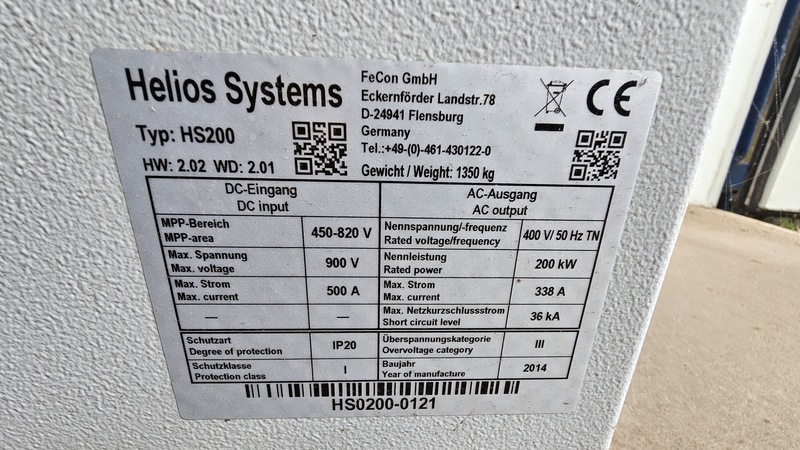 Helios Systems
Typ: HS200
HW: 2.02 WD: 2.01
FeCon GmbH
Eckernförder Landstr.78
D-24941 Flensburg
Germany
Tel.:+49-(0)-461-430122-0
Gewicht / Weight: 1350 kg
CE
DC-Eingang
DC input
AC-Ausgang
AC output
MPP-Bereich
MPP-area
450-820 V
Nennspannung/-frequenz
Rated voltage/frequency
400 V/ 50 Hz TN
Max. Spannung
Max. voltage
900 V
Nennleistung
Rated power
200 kW
Max. Strom
Max. current
500 A
Max. Strom
Max. current
338 A
—
—
Max. Netzkurzschlussstrom
Short circuit level
36 kA
Schutzart
Degree of protection
IP20
Überspannungskategorie
Overvoltage category
III
Schutzklasse
Protection class
I
Baujahr
Year of manufacture
2014
HS0200-0121